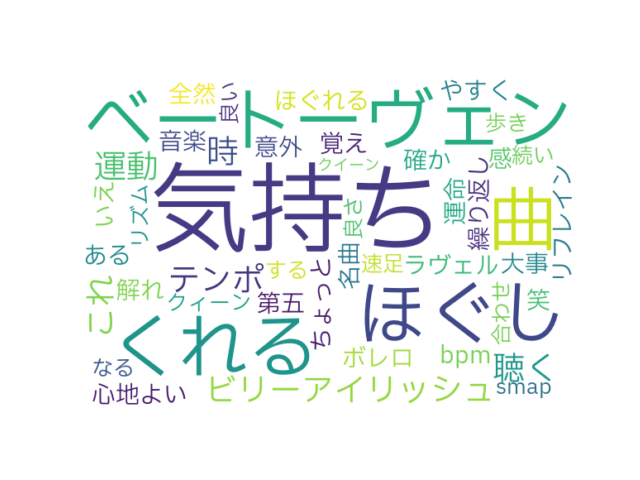 全然
良い
ほぐれる
やすく
ベートーヴェン
歩き
音楽
時
意外
覚え
クイーン
確か
感
続い
運動
気持ち
曲
いえ
リズム
良さ
運命
繰り返し
リフレイン
ある
テンポ
する
名曲
速足
ラヴェル
大事
これ
解れ
クィーン
第五
ちょっと
ほぐし
合わせ
笑
くれる
なる
ボレロ
bpm
聴く
心地よい
ビリーアイリッシュ
smap